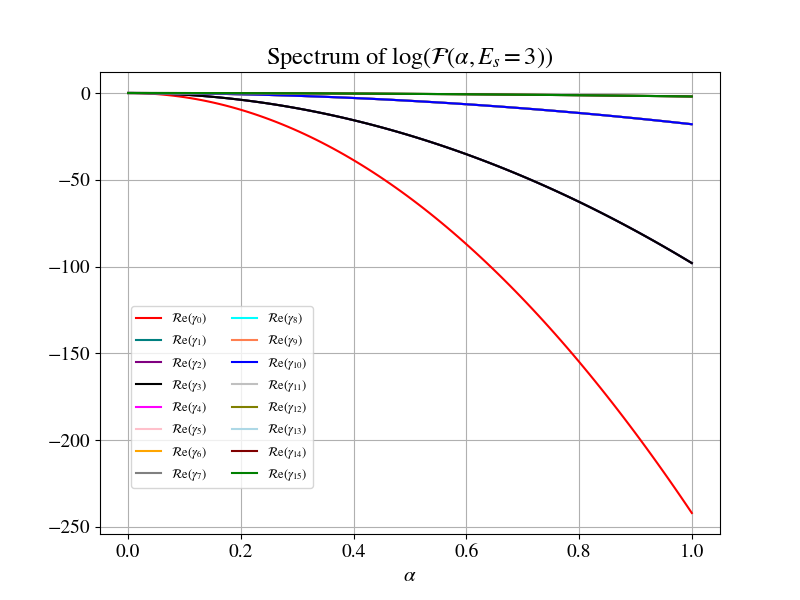 Spectrum of log(ℱ(α, E_s = 3))
0
−50
−100
−150
−200
−250
ℛe(γ₀) ℛe(γ₈)
ℛe(γ₁) ℛe(γ₉)
ℛe(γ₂) ℛe(γ₁₀)
ℛe(γ₃) ℛe(γ₁₁)
ℛe(γ₄) ℛe(γ₁₂)
ℛe(γ₅) ℛe(γ₁₃)
ℛe(γ₆) ℛe(γ₁₄)
ℛe(γ₇) ℛe(γ₁₅)
0.0 0.2 0.4 0.6 0.8 1.0
α